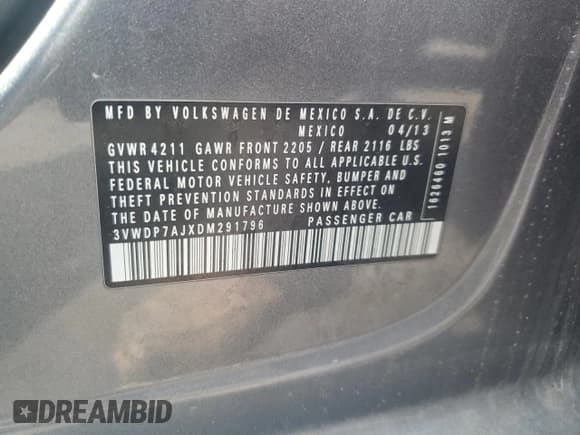 MFD BY VOLKSWAGEN DE MEXICO S.A. DE C.V.
MEXICO 04/13
GVWR 4211 GAWR FRONT 2205 / REAR 2116 LBS
THIS VEHICLE CONFORMS TO ALL APPLICABLE U.S.
FEDERAL MOTOR VEHICLE SAFETY, BUMPER AND
THEFT PREVENTION STANDARDS IN EFFECT ON
THE DATE OF MANUFACTURE SHOWN ABOVE.
3VWDP7AJXDM291796 PASSENGER CAR
1620460 1013 M
DREAMBID